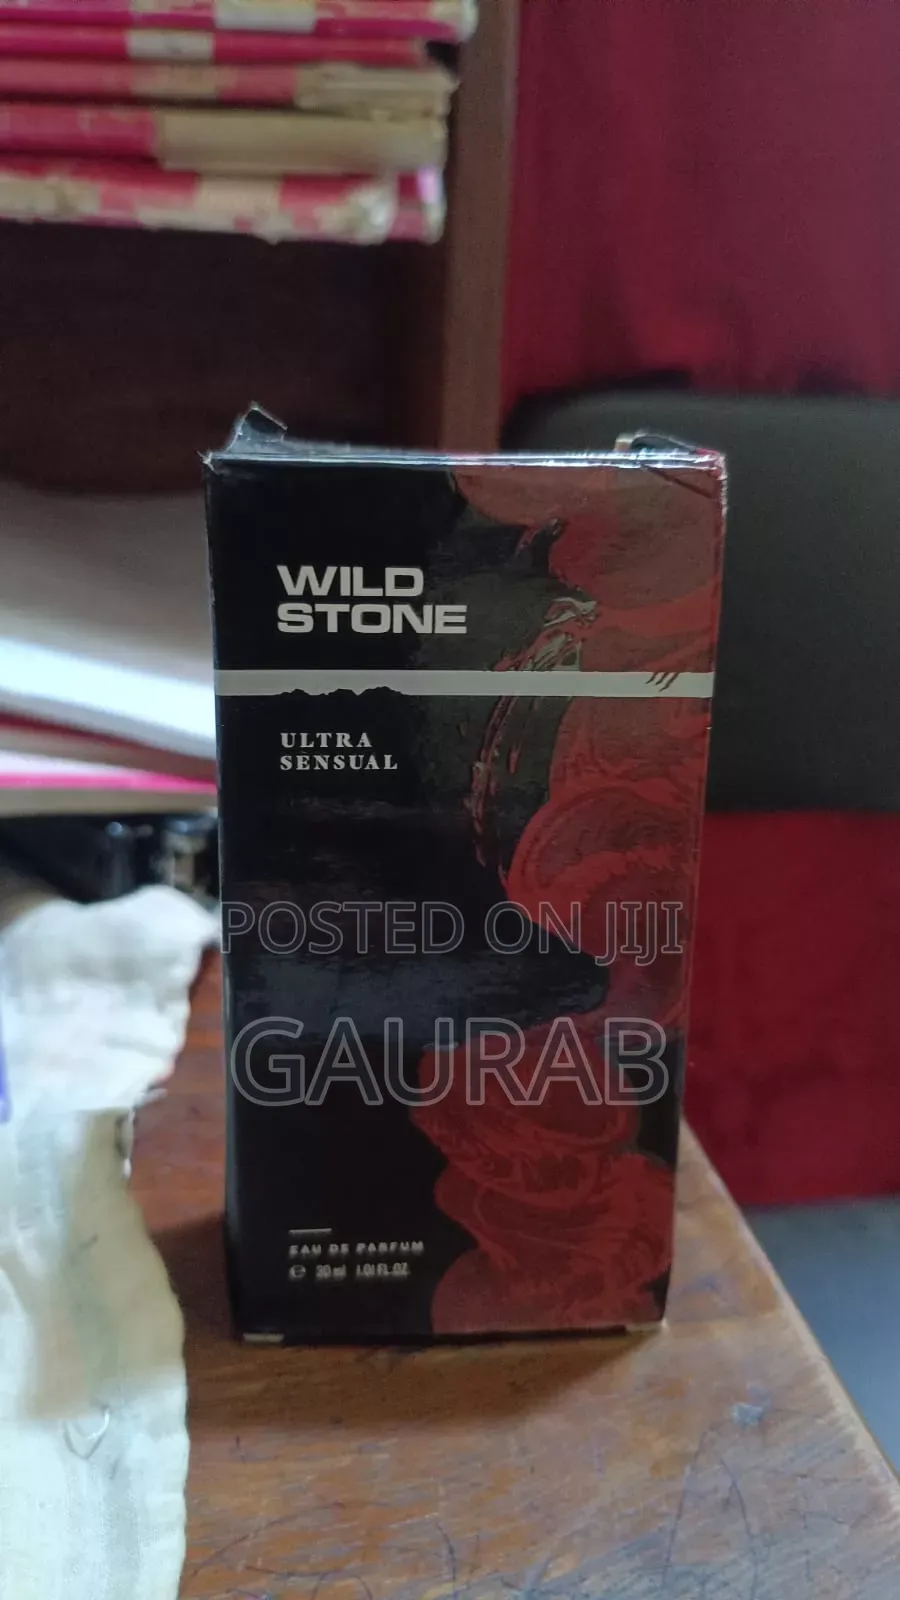 WILD
STONE
ULTRA
SENSUAL
POSTED ON JIJI
GAURAB
EAU DE PARFUM
℮ 30 ml 1.01 FL.OZ